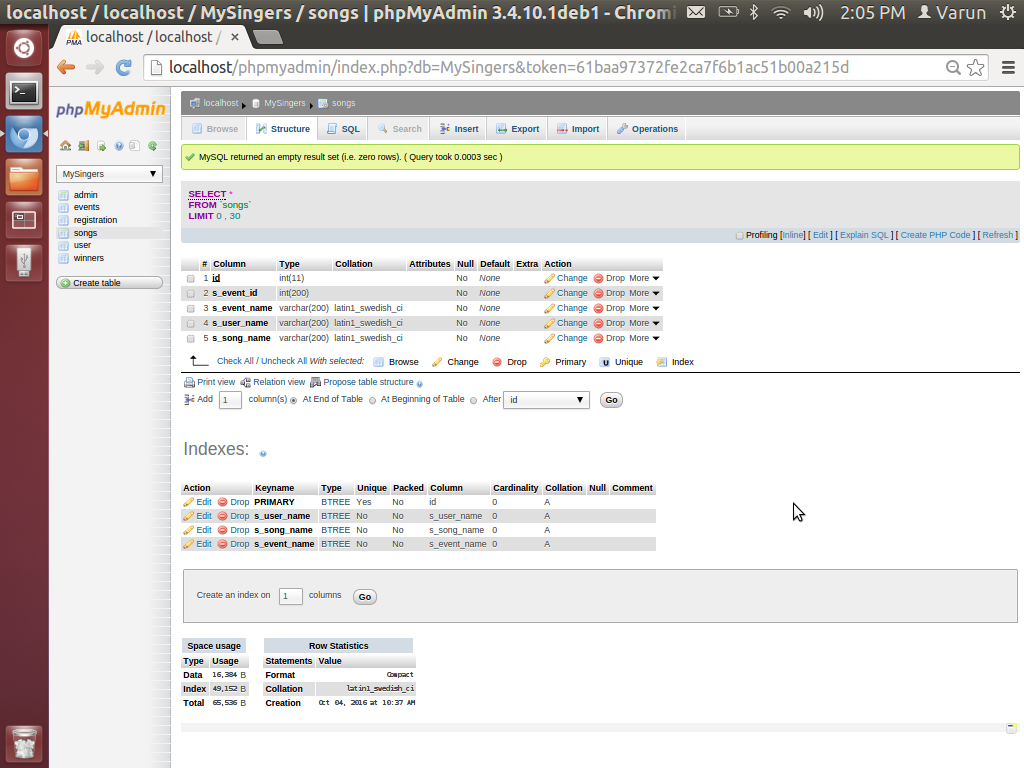 localhost / localhost / MySingers / songs | phpMyAdmin 3.4.10.1deb1 - Chromi 2:05 PM Varun
PMA localhost / localhost / ×
localhost/phpmyadmin/index.php?db=MySingers&token=61baa97372fe2ca7f6b1ac51b00a215d
phpMyAdmin
MySingers
admin
events
registration
songs
user
winners
Create table
localhost ▸ MySingers ▸ songs
Browse Structure SQL Search Insert Export Import Operations
MySQL returned an empty result set (i.e. zero rows). ( Query took 0.0003 sec )
SELECT *
FROM `songs`
LIMIT 0 , 30
Profiling [Inline] [ Edit ] [ Explain SQL ] [ Create PHP Code ] [ Refresh ]
# Column Type Collation Attributes Null Default Extra Action
1 id int(11) No None Change Drop More
2 s_event_id int(200) No None Change Drop More
3 s_event_name varchar(200) latin1_swedish_ci No None Change Drop More
4 s_user_name varchar(200) latin1_swedish_ci No None Change Drop More
5 s_song_name varchar(200) latin1_swedish_ci No None Change Drop More
Check All / Uncheck All With selected: Browse Change Drop Primary U Unique Index
Print view Relation view Propose table structure
Add 1 column(s) At End of Table At Beginning of Table After id Go
Indexes:
Action Keyname Type Unique Packed Column Cardinality Collation Null Comment
Edit Drop PRIMARY BTREE Yes No id 0 A
Edit Drop s_user_name BTREE No No s_user_name 0 A
Edit Drop s_song_name BTREE No No s_song_name 0 A
Edit Drop s_event_name BTREE No No s_event_name 0 A
Create an index on 1 columns Go
Space usage Row Statistics
Type Usage Statements Value
Data 16,384 B Format Compact
Index 49,152 B Collation latin1_swedish_ci
Total 65,536 B Creation Oct 04, 2016 at 10:37 AM